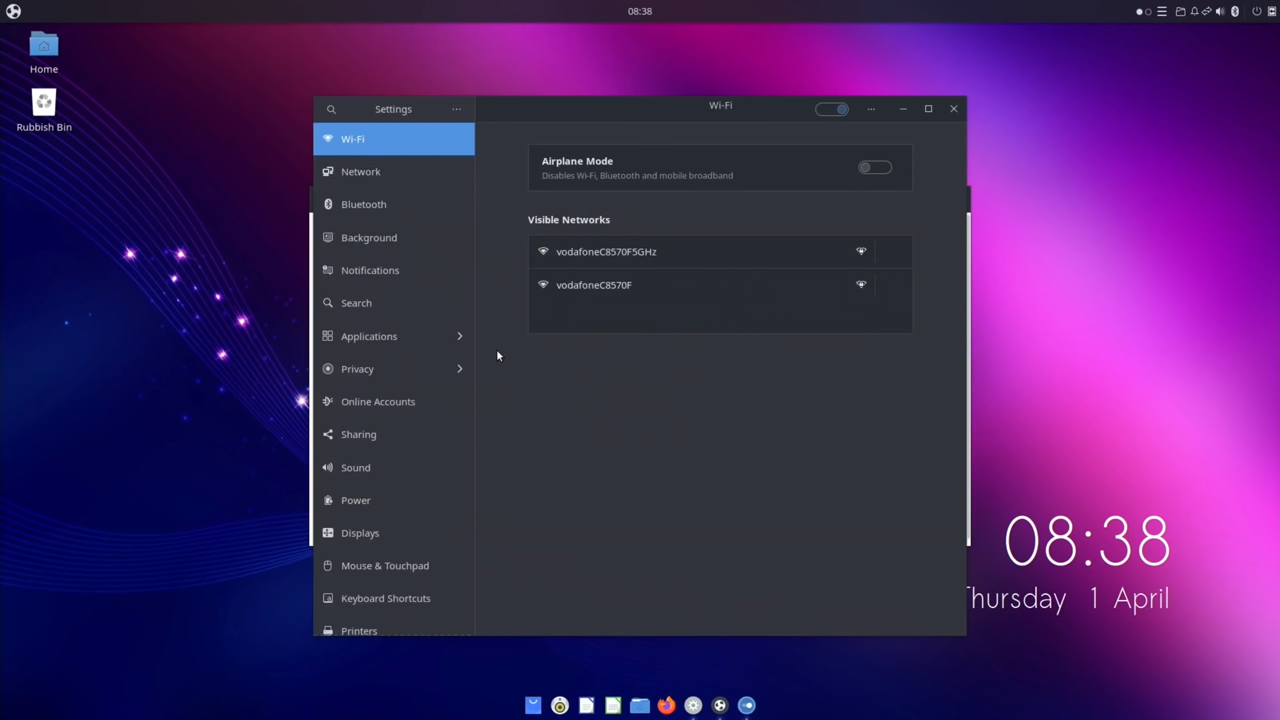 08:38
Home
Rubbish Bin
Settings
Wi-Fi
Wi-Fi
Network
Bluetooth
Background
Notifications
Search
Applications
Privacy
Online Accounts
Sharing
Sound
Power
Displays
Mouse & Touchpad
Keyboard Shortcuts
Printers
Airplane Mode
Disables Wi-Fi, Bluetooth and mobile broadband
Visible Networks
vodafoneC8570F5GHz
vodafoneC8570F
08:38
Thursday 1 April